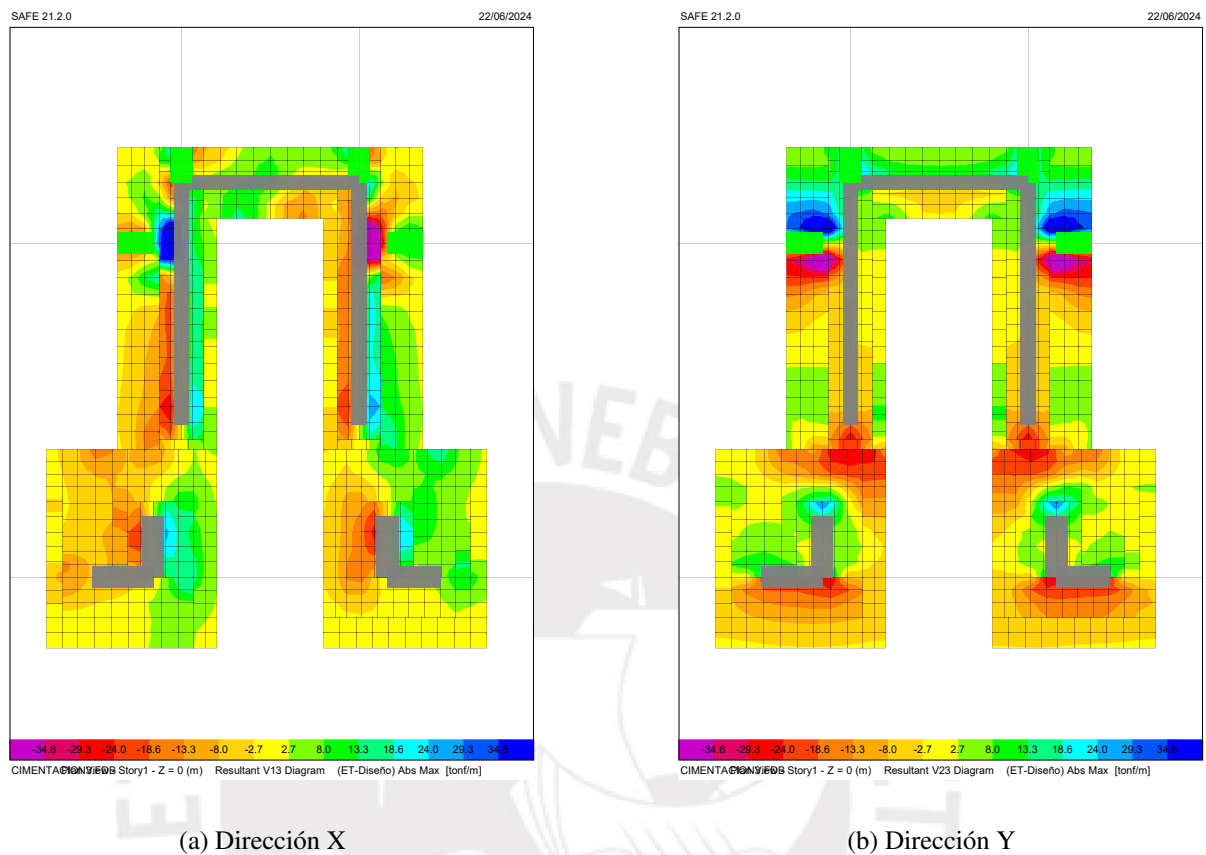 SAFE 21.2.0 22/06/2024
SAFE 21.2.0 22/06/2024
-34.6 -29.3 -24.0 -18.6 -13.3 -8.0 -2.7 2.7 8.0 13.3 18.6 24.0 29.3 34.6
-34.6 -29.3 -24.0 -18.6 -13.3 -8.0 -2.7 2.7 8.0 13.3 18.6 24.0 29.3 34.6
Story1 - Z = 0 (m) Resultant V13 Diagram (ET-Diseño) Abs Max [tonf/m]
Story1 - Z = 0 (m) Resultant V23 Diagram (ET-Diseño) Abs Max [tonf/m]
(a) Dirección X
(b) Dirección Y